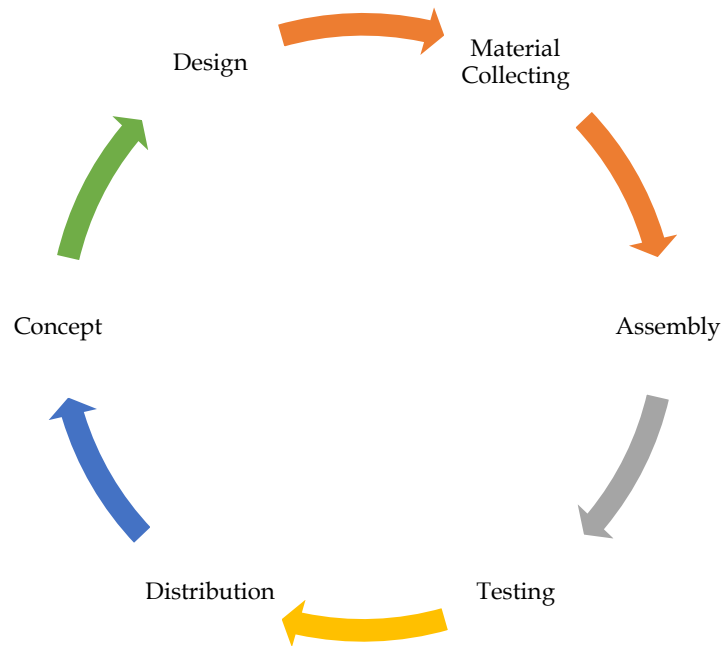 Design
Material
Collecting
Concept
Assembly
Distribution
Testing